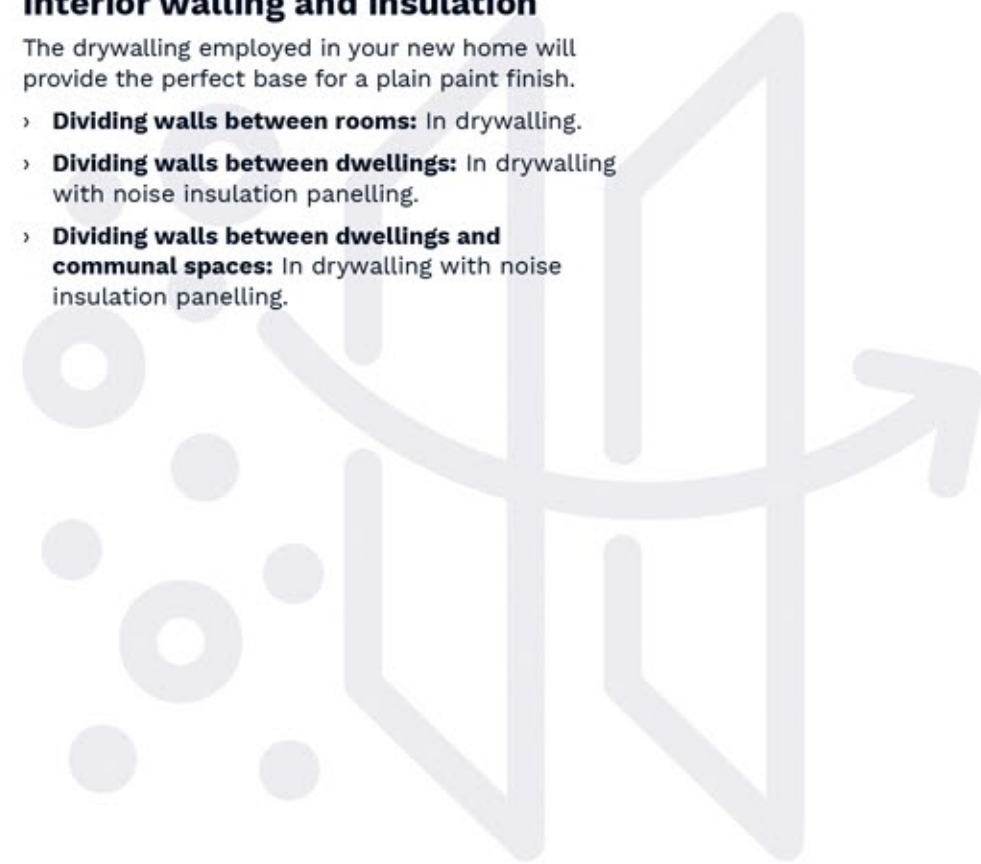 Interior walling and insulation
The drywalling employed in your new home will
provide the perfect base for a plain paint finish.
› Dividing walls between rooms: In drywalling.
› Dividing walls between dwellings: In drywalling
with noise insulation panelling.
› Dividing walls between dwellings and
communal spaces: In drywalling with noise
insulation panelling.